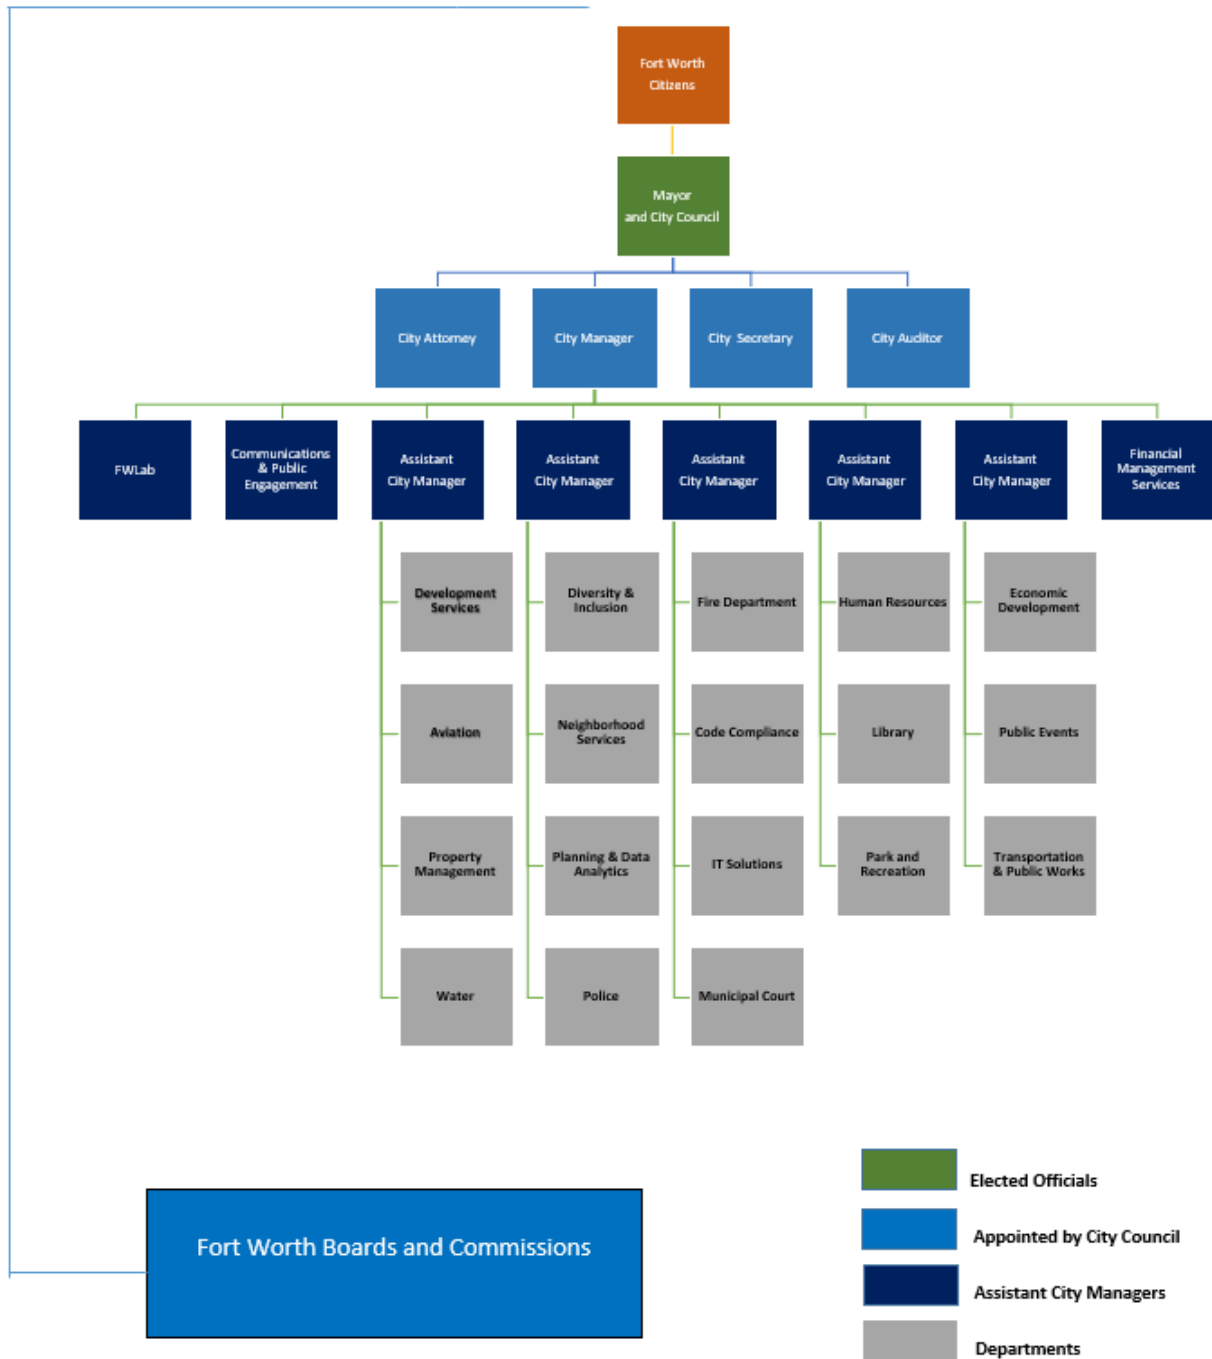 Fort Worth
Citizens
Mayor
and City Council
City Attorney
City Manager
City Secretary
City Auditor
FWLab
Communications
& Public
Engagement
Assistant
City Manager
Assistant
City Manager
Assistant
City Manager
Assistant
City Manager
Assistant
City Manager
Financial
Management
Services
Development
Services
Diversity &
Inclusion
Fire Department
Human Resources
Economic
Development
Aviation
Neighborhood
Services
Code Compliance
Library
Public Events
Property
Management
Planning & Data
Analytics
IT Solutions
Park and
Recreation
Transportation
& Public Works
Water
Police
Municipal Court
Fort Worth Boards and Commissions
Elected Officials
Appointed by City Council
Assistant City Managers
Departments